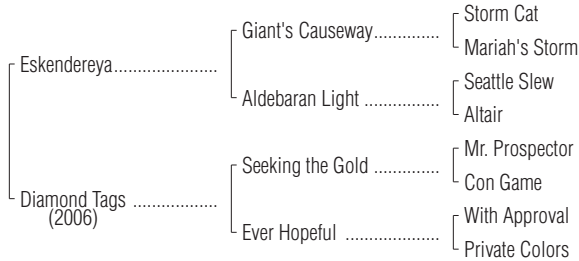 Storm Cat
Giant's Causeway..............
Mariah's Storm
Eskendereya......................
Seattle Slew
Aldebaran Light ................
Altair
Mr. Prospector
Seeking the Gold ..............
Con Game
Diamond Tags ..................
(2006)
With Approval
Ever Hopeful ....................
Private Colors